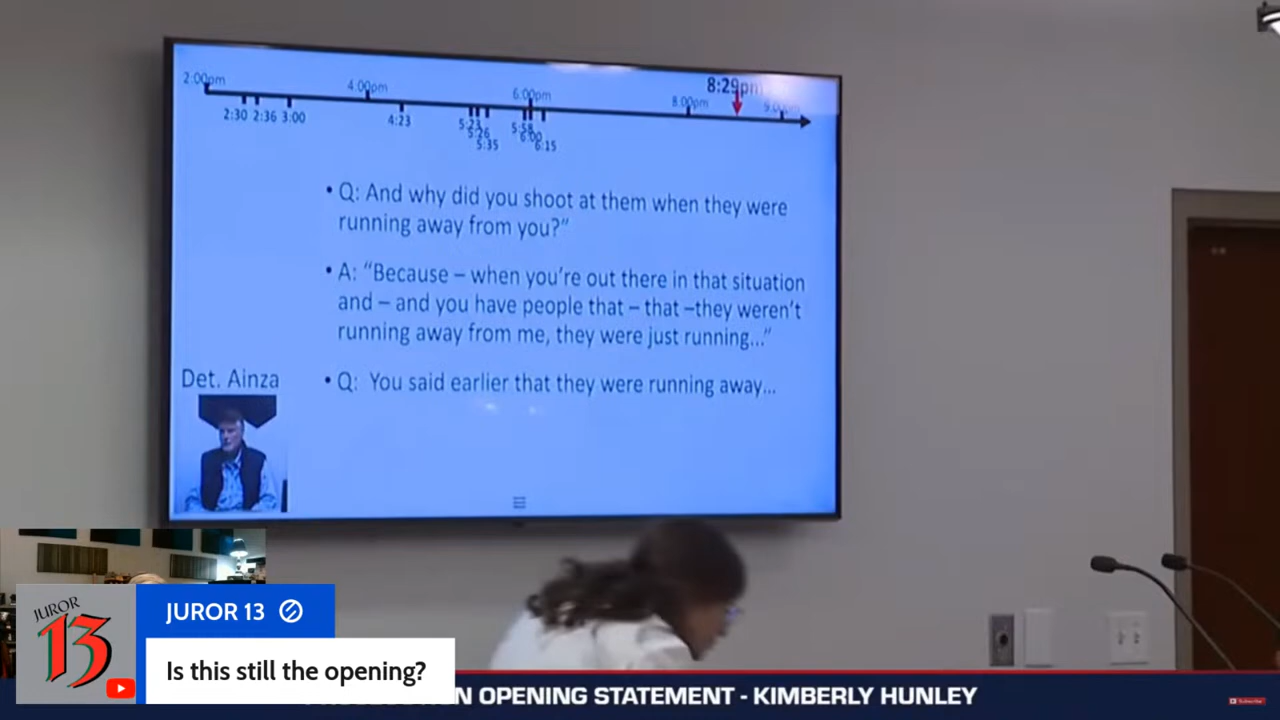 2:00pm
4:00pm
6:00pm
8:00pm
8:29pm
2:30 2:36 3:00
4:23
5:23
5:26
5:35
5:58
6:00
6:15
• Q: And why did you shoot at them when they were
running away from you?”
• A: “Because – when you’re out there in that situation
and – and you have people that – that –they weren’t
running away from me, they were just running...”
• Q: You said earlier that they were running away...
Det. Ainza
JUROR
13
JUROR 13
Is this still the opening?
N OPENING STATEMENT - KIMBERLY HUNLEY
Subscribe